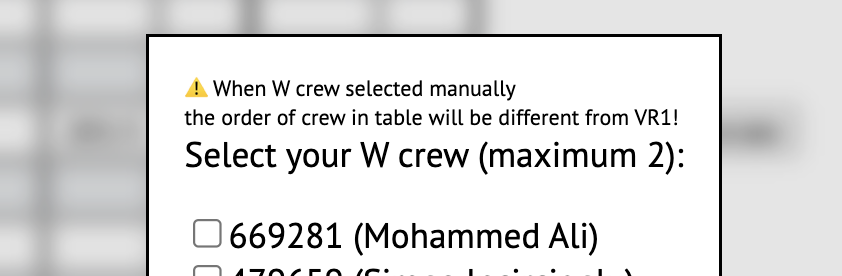 ⚠️ When W crew selected manually
the order of crew in table will be different from VR1!
Select your W crew (maximum 2):
669281 (Mohammed Ali)